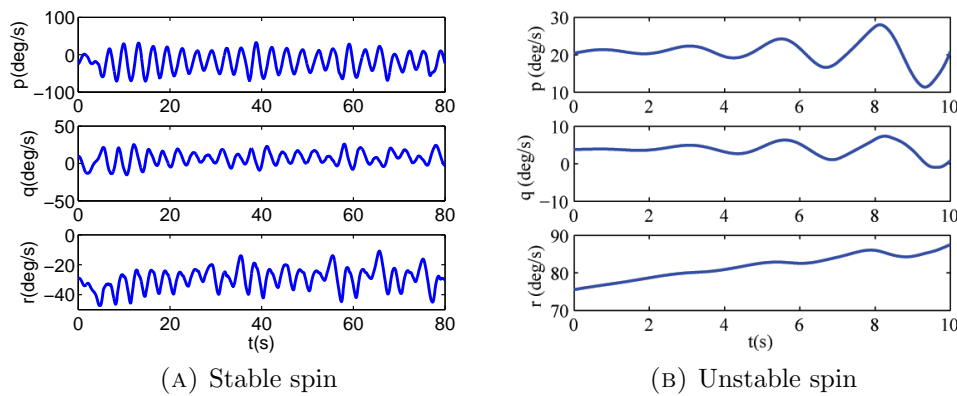 100
0
−100
p(deg/s)
0 20 40 60 80
50
0
−50
q(deg/s)
0 20 40 60 80
0
−20
−40
r(deg/s)
0 20 40 60 80
t(s)
(A) Stable spin
30
20
10
p (deg/s)
0 2 4 6 8 10
10
0
−10
q (deg/s)
0 2 4 6 8 10
90
80
70
r (deg/s)
0 2 4 6 8 10
t(s)
(B) Unstable spin